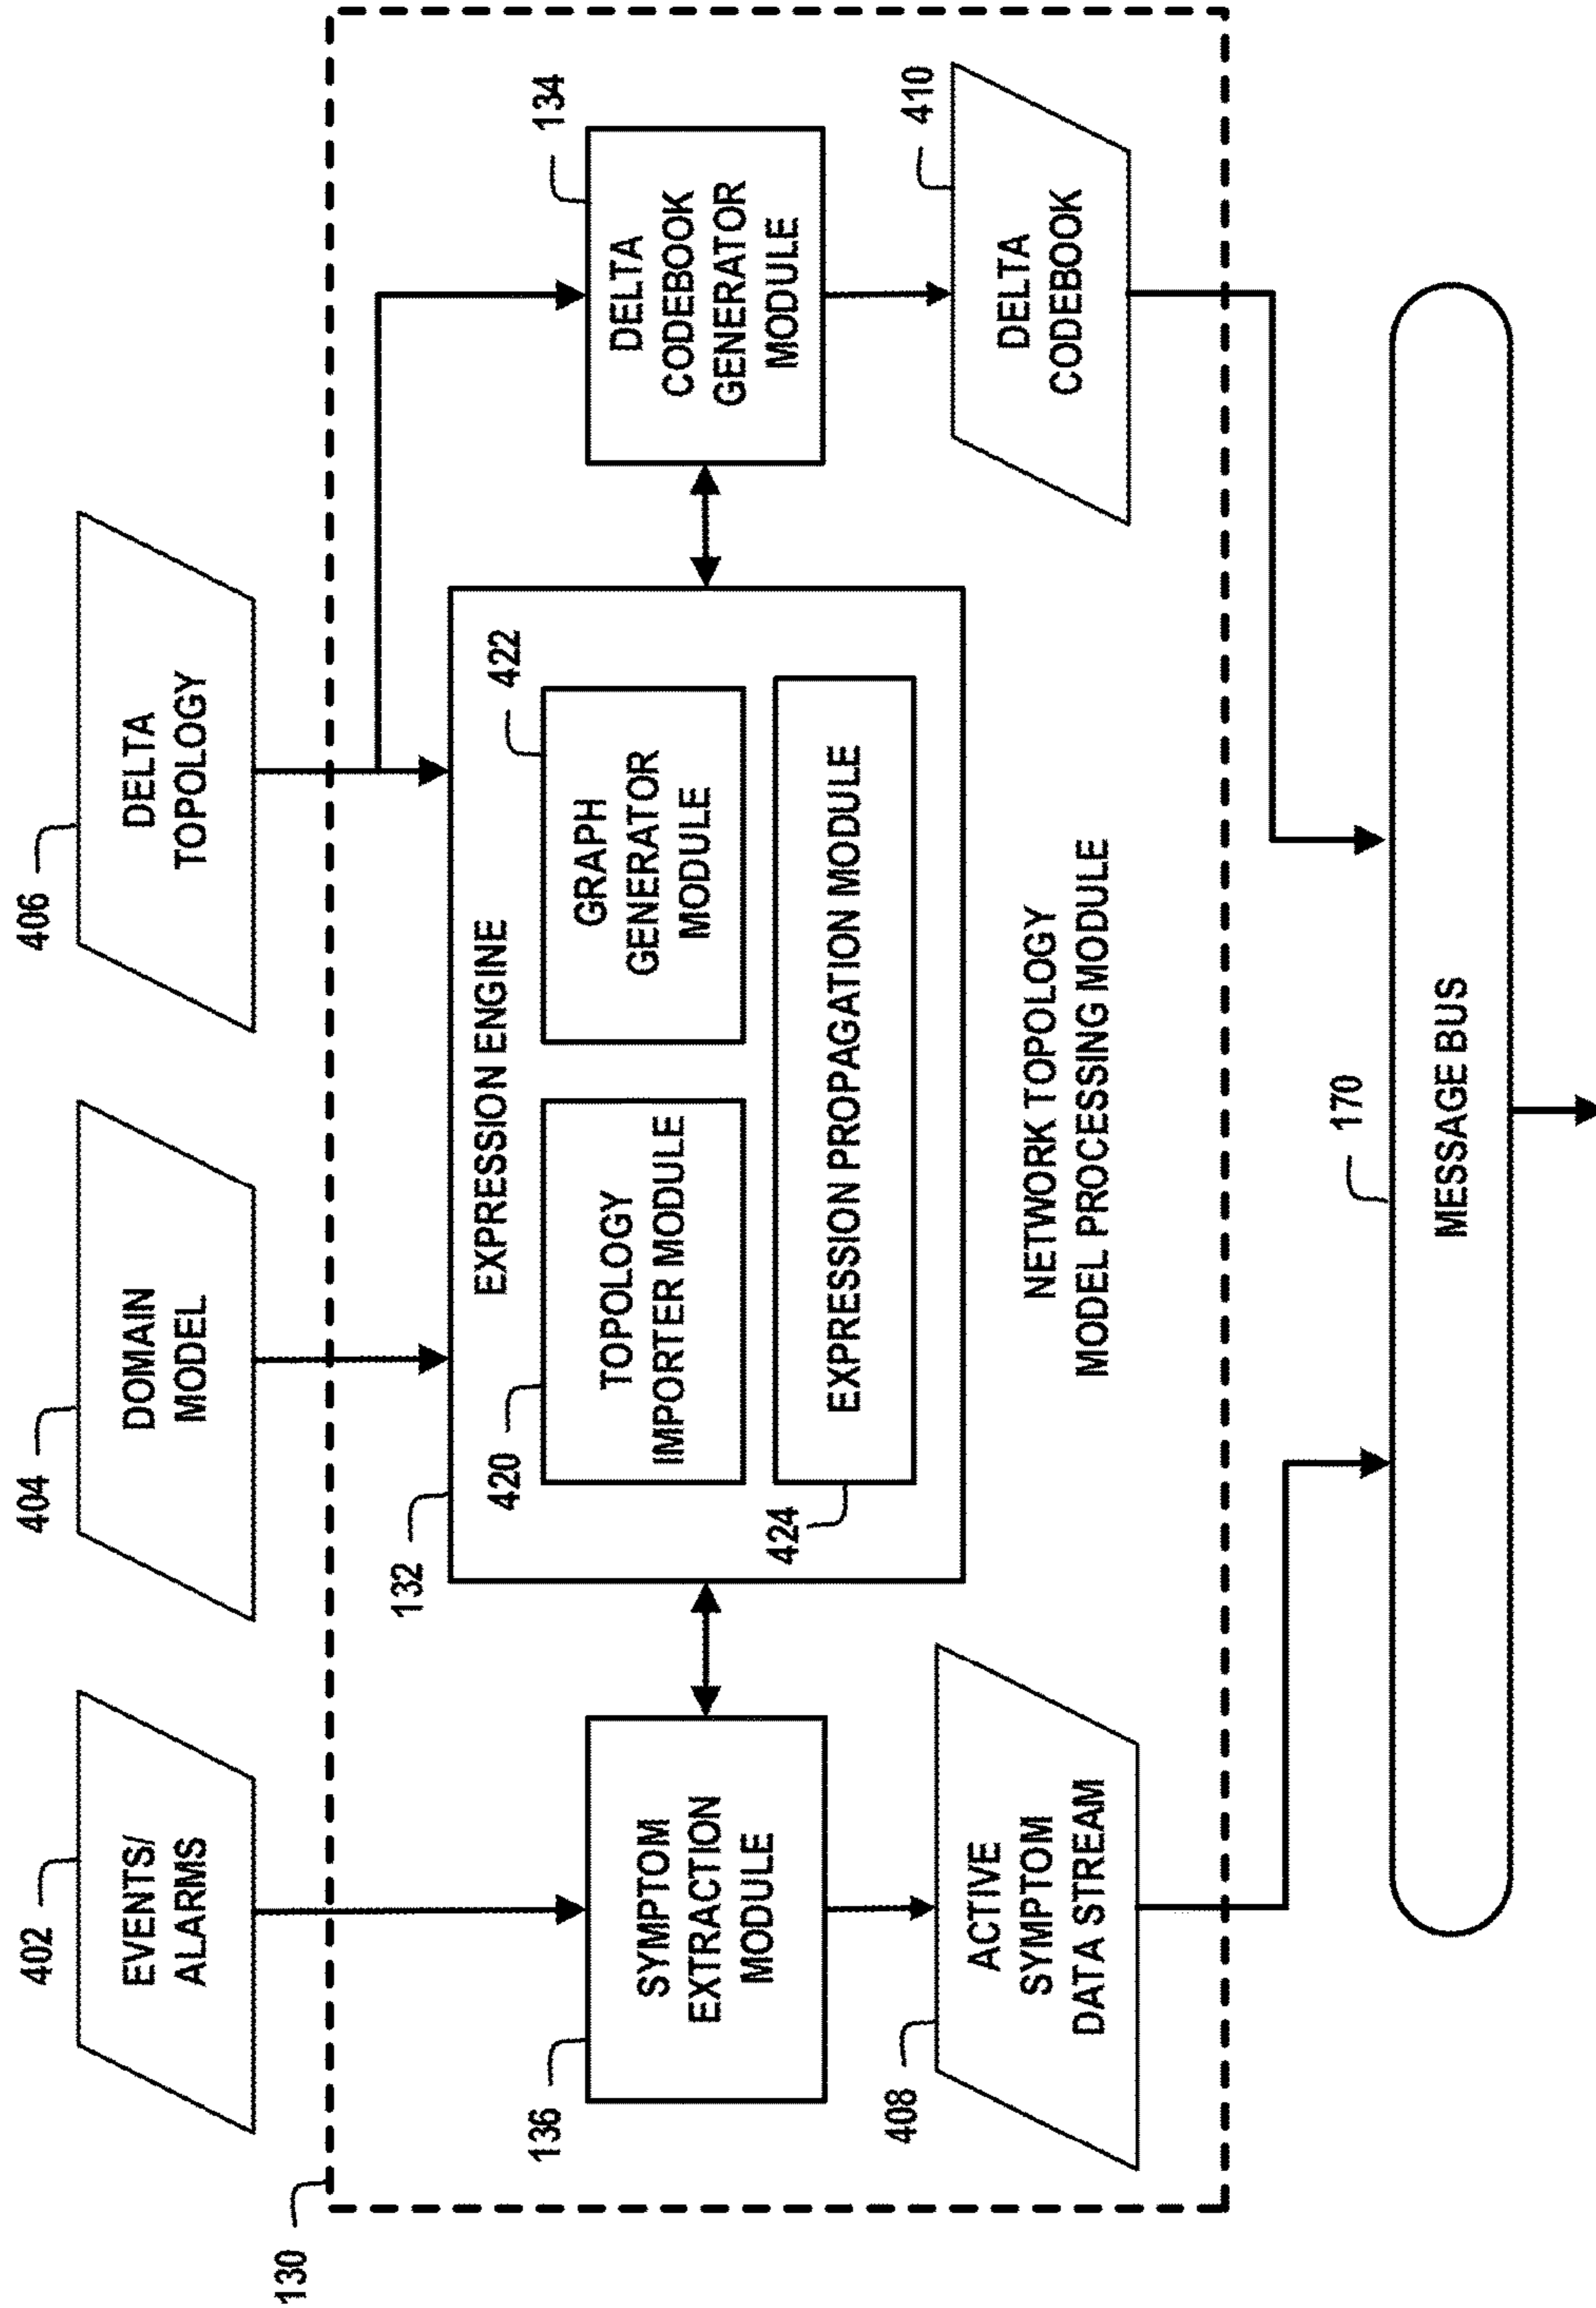 402
EVENTS/
ALARMS
404
DOMAIN
MODEL
406
DELTA
TOPOLOGY
130
132
EXPRESSION ENGINE
136
SYMPTOM
EXTRACTION
MODULE
420
TOPOLOGY
IMPORTER MODULE
422
GRAPH
GENERATOR
MODULE
424
EXPRESSION PROPAGATION MODULE
134
DELTA
CODEBOOK
GENERATOR
MODULE
408
ACTIVE
SYMPTOM
DATA STREAM
NETWORK TOPOLOGY
MODEL PROCESSING MODULE
410
DELTA
CODEBOOK
170
MESSAGE BUS